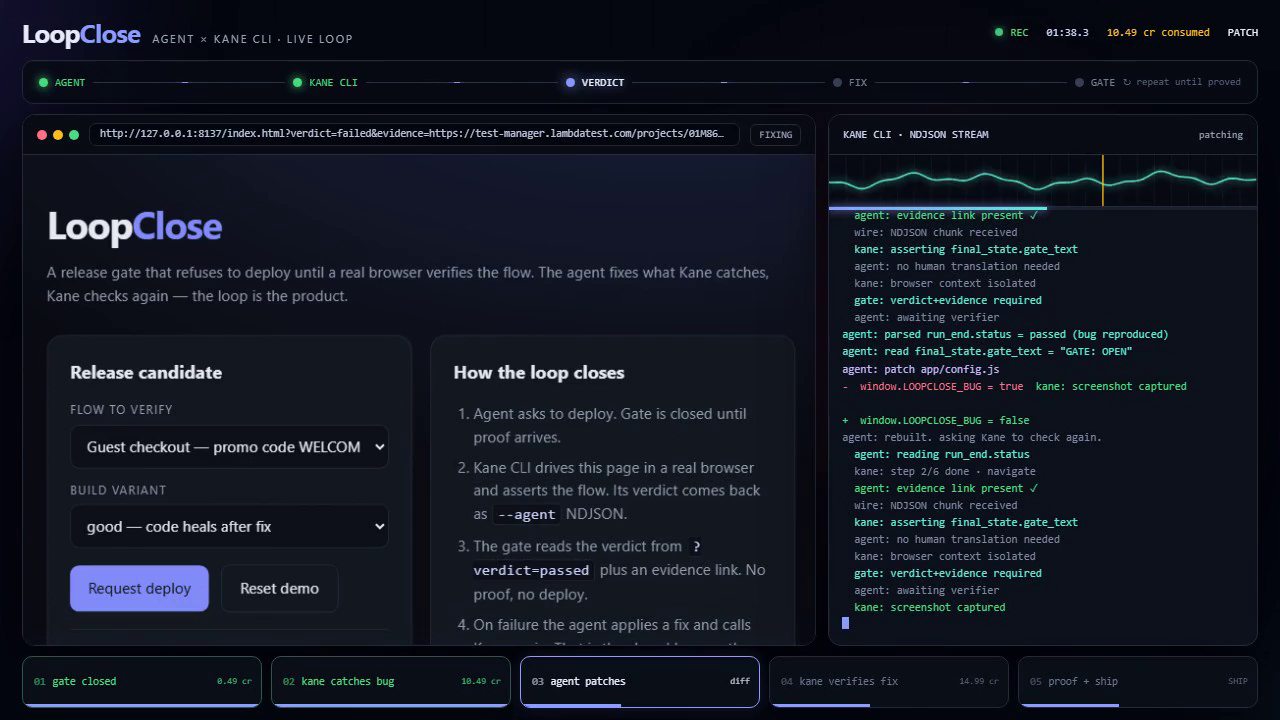 LoopClose AGENT × KANE CLI · LIVE LOOP
REC 01:38.3 10.49 cr consumed PATCH
AGENT KANE CLI VERDICT FIX GATE ↻ repeat until proved
http://127.0.0.1:8137/index.html?verdict=failed&evidence=https://test-manager.lambdatest.com/projects/01M86… FIXING
LoopClose
A release gate that refuses to deploy until a real browser verifies the flow. The agent fixes what Kane catches,
Kane checks again — the loop is the product.
Release candidate
FLOW TO VERIFY
Guest checkout — promo code WELCOM
BUILD VARIANT
good — code heals after fix
Request deploy Reset demo
How the loop closes
1. Agent asks to deploy. Gate is closed until
proof arrives.
2. Kane CLI drives this page in a real browser
and asserts the flow. Its verdict comes back
as --agent NDJSON.
3. The gate reads the verdict from ?
verdict=passed plus an evidence link. No
proof, no deploy.
4. On failure the agent applies a fix and calls
KANE CLI · NDJSON STREAM patching
agent: evidence link present ✓
wire: NDJSON chunk received
kane: asserting final_state.gate_text
agent: no human translation needed
kane: browser context isolated
gate: verdict+evidence required
agent: awaiting verifier
agent: parsed run_end.status = passed (bug reproduced)
agent: read final_state.gate_text = "GATE: OPEN"
agent: patch app/config.js
- window.LOOPCLOSE_BUG = true kane: screenshot captured
+ window.LOOPCLOSE_BUG = false
agent: rebuilt. asking Kane to check again.
agent: reading run_end.status
kane: step 2/6 done · navigate
agent: evidence link present ✓
wire: NDJSON chunk received
kane: asserting final_state.gate_text
agent: no human translation needed
kane: browser context isolated
gate: verdict+evidence required
agent: awaiting verifier
kane: screenshot captured
01 gate closed 0.49 cr
02 kane catches bug 10.49 cr
03 agent patches diff
04 kane verifies fix 14.99 cr
05 proof + ship SHIP